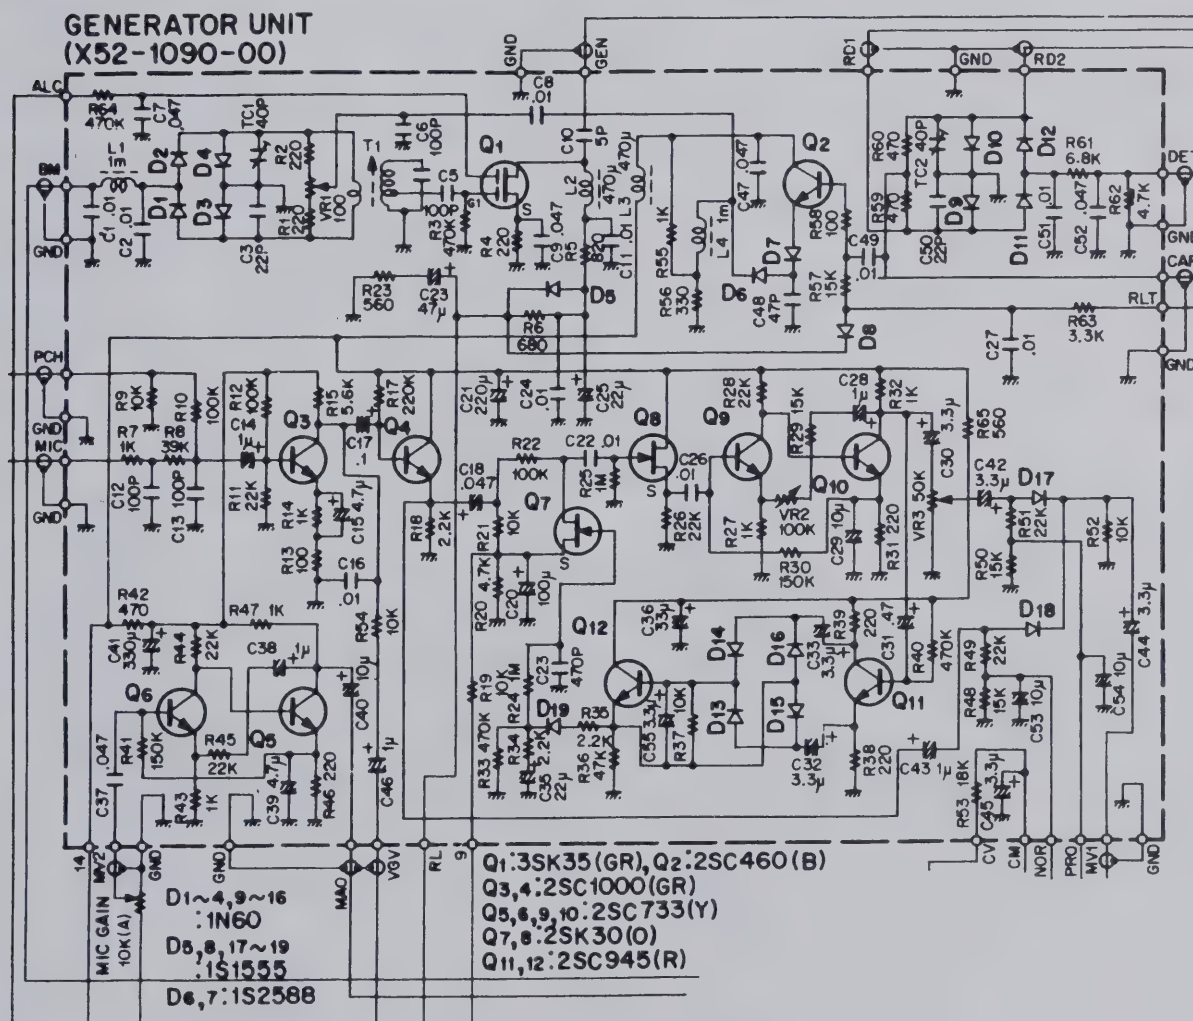 GENERATOR UNIT
(X52-1090-00)
GND
GEN
RD1
GND
RD2
ALC
R64
470K
C7
.047
TC1
40P
C6
100P
C8
.01
Q1
C10
5P
470μ
Q2
R60
470
40P
TC2
D10
D12
R61
6.8K
DET
BM
L1
1m
D2
D4
R2
220
T1
C5
100P
G1
S
L2
470μ
L3
C47
.047
R55
1K
L4
1m
R58
100
C49
.01
R59
470
C50
22P
D9
D11
C51
.01
C52
.047
R62
4.7K
GND
C1
.01
C2
.01
D1
D3
C3
22P
R1
220
VR1
100
R3
470K
R4
220
C9
.047
R5
820
C11
.01
R56
330
D6
D7
C48
47P
R57
15K
CAR
RLT
GND
R23
560
C23
47μ
D5
R6
680
D8
C27
.01
R63
3.3K
GND
PCH
GND
MIC
GND
R9
10K
R10
100K
R12
100K
R15
5.6K
R17
220K
C21
220μ
C24
.01
C25
22μ
Q8
R28
22K
Q9
R29
15K
C28
1μ
R32
1K
C30
3.3μ
R65
560
R7
1K
R8
39K
C14
1μ
Q3
C17
.1
Q4
C18
.047
R22
100K
C22 .01
R25
1M
S
C26
.01
VR2
100K
Q10
VR3
50K
C42
3.3μ
D17
C12
100P
C13
100P
R11
22K
R14
1K
C15
4.7μ
R18
2.2K
R21
10K
Q7
S
R26
22K
R27
1K
R30
150K
C29
10μ
R31
220
R51
22K
R50
15K
R52
10K
R13
100
C16
.01
R20
4.7K
C20
100μ
R42
470
R47 1K
R54
10K
Q12
C36
33μ
D14
D16
C33
3.3μ
R39
220
C31
.47
R40
470K
D18
C41
330μ
R44
22K
C38
1μ
C40
10μ
R19
10K
R24
1M
C23
470P
R49
22K
R48
15K
C53
10μ
C54
10μ
C44
3.3μ
Q6
Q5
R41
150K
R45
22K
C37
.047
R43
1K
C39
4.7μ
R46
220
C46
1μ
R33
470K
R34
2.2K
D19
R35
2.2K
C35
22μ
R36
47K
C55
3.3μ
R37
10K
D13
D15
C32
3.3μ
R38
220
Q11
C43 1μ
R53
18K
C45
3.3μ
14
MV2
GND
GND
MAO
VGV
RL
9
CV
CM
NOR
PRO
MV1
GND
MIC GAIN
10K(A)
D1~4,9~16
:1N60
D5,8,17~19
:1S1555
D6,7:1S2588
Q1:3SK35(GR),Q2:2SC460(B)
Q3,4:2SC1000(GR)
Q5,6,9,10:2SC733(Y)
Q7,8:2SK30(O)
Q11,12:2SC945(R)